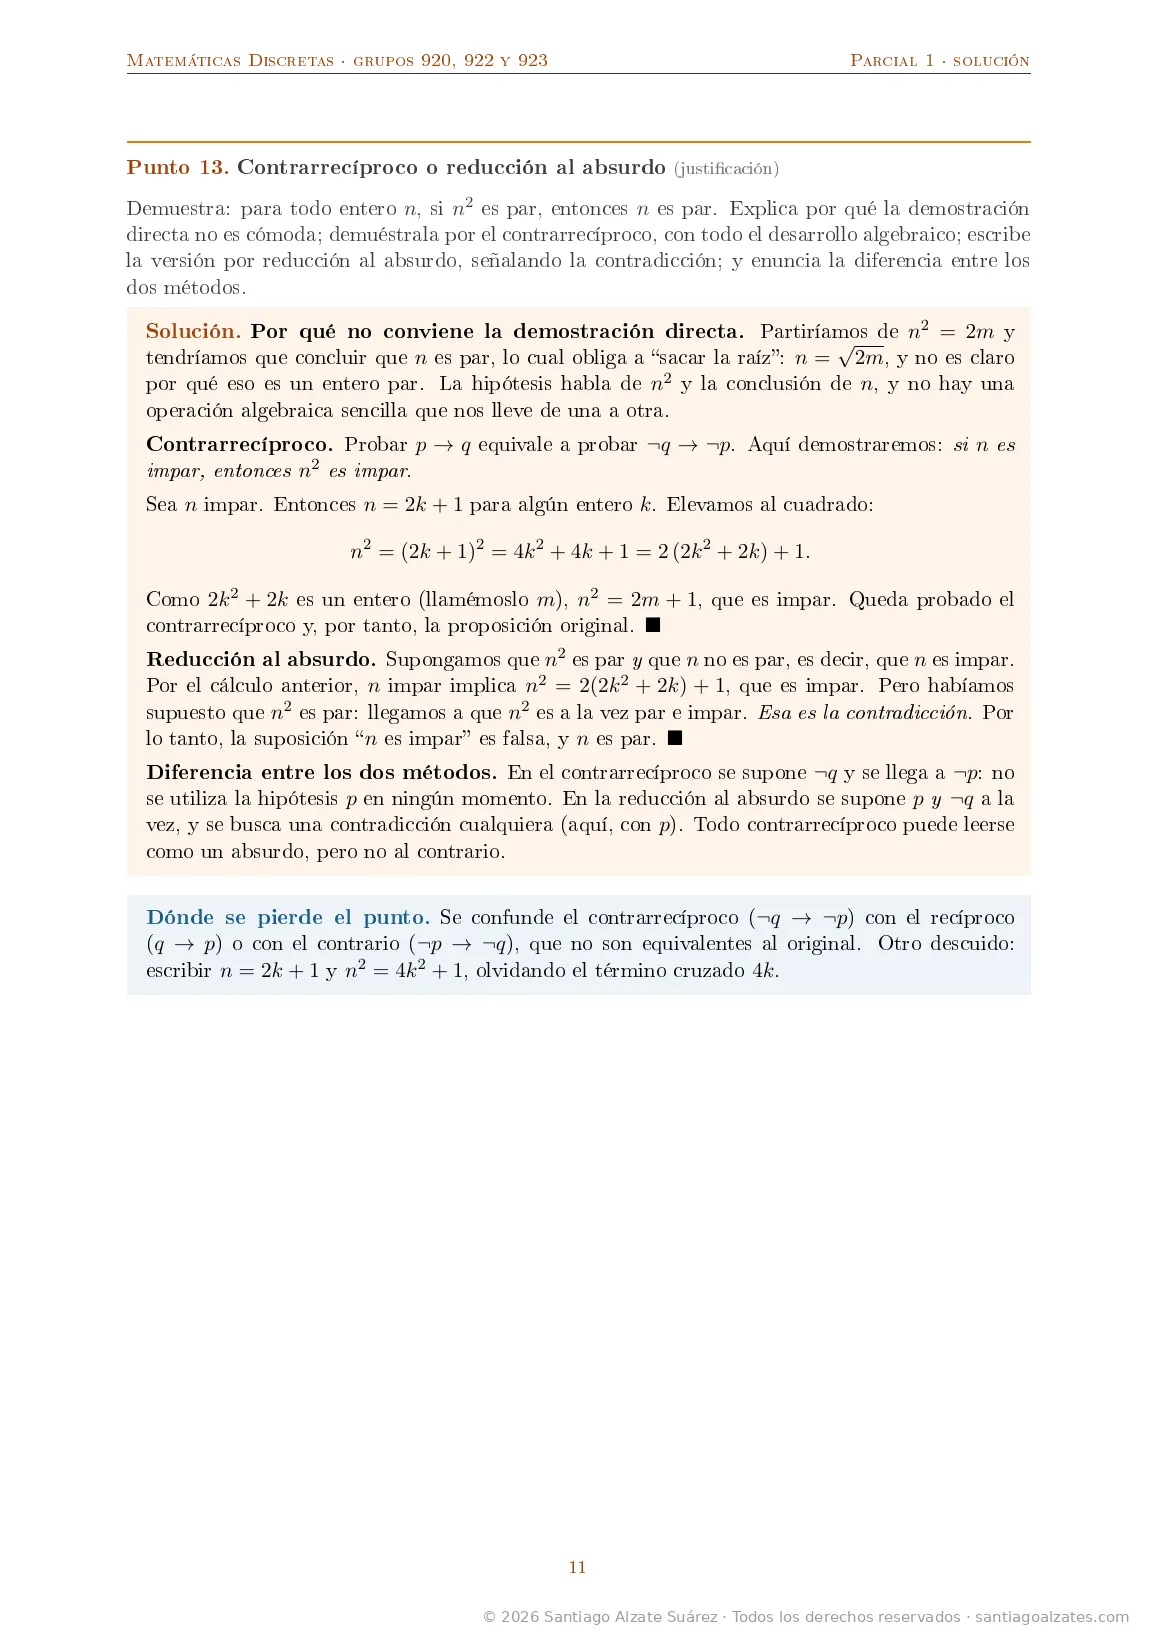 Matemáticas Discretas · grupos 920, 922 y 923 Parcial 1 · solución
Punto 13. Contrarrecíproco o reducción al absurdo (justificación)
Demuestra: para todo entero n, si n² es par, entonces n es par. Explica por qué la demostración
directa no es cómoda; demuéstrala por el contrarrecíproco, con todo el desarrollo algebraico; escribe
la versión por reducción al absurdo, señalando la contradicción; y enuncia la diferencia entre los
dos métodos.
Solución. Por qué no conviene la demostración directa. Partiríamos de n² = 2m y
tendríamos que concluir que n es par, lo cual obliga a “sacar la raíz”: n = √2m, y no es claro
por qué eso es un entero par. La hipótesis habla de n² y la conclusión de n, y no hay una
operación algebraica sencilla que nos lleve de una a otra.
Contrarrecíproco. Probar p → q equivale a probar ¬q → ¬p. Aquí demostraremos: si n es
impar, entonces n² es impar.
Sea n impar. Entonces n = 2k + 1 para algún entero k. Elevamos al cuadrado:
n² = (2k + 1)² = 4k² + 4k + 1 = 2 (2k² + 2k) + 1.
Como 2k² + 2k es un entero (llamémoslo m), n² = 2m + 1, que es impar. Queda probado el
contrarrecíproco y, por tanto, la proposición original. ■
Reducción al absurdo. Supongamos que n² es par y que n no es par, es decir, que n es impar.
Por el cálculo anterior, n impar implica n² = 2(2k² + 2k) + 1, que es impar. Pero habíamos
supuesto que n² es par: llegamos a que n² es a la vez par e impar. Esa es la contradicción. Por
lo tanto, la suposición “n es impar” es falsa, y n es par. ■
Diferencia entre los dos métodos. En el contrarrecíproco se supone ¬q y se llega a ¬p: no
se utiliza la hipótesis p en ningún momento. En la reducción al absurdo se supone p y ¬q a la
vez, y se busca una contradicción cualquiera (aquí, con p). Todo contrarrecíproco puede leerse
como un absurdo, pero no al contrario.
Dónde se pierde el punto. Se confunde el contrarrecíproco (¬q → ¬p) con el recíproco
(q → p) o con el contrario (¬p → ¬q), que no son equivalentes al original. Otro descuido:
escribir n = 2k + 1 y n² = 4k² + 1, olvidando el término cruzado 4k.
11
© 2026 Santiago Alzate Suárez · Todos los derechos reservados · santiagoalzates.com